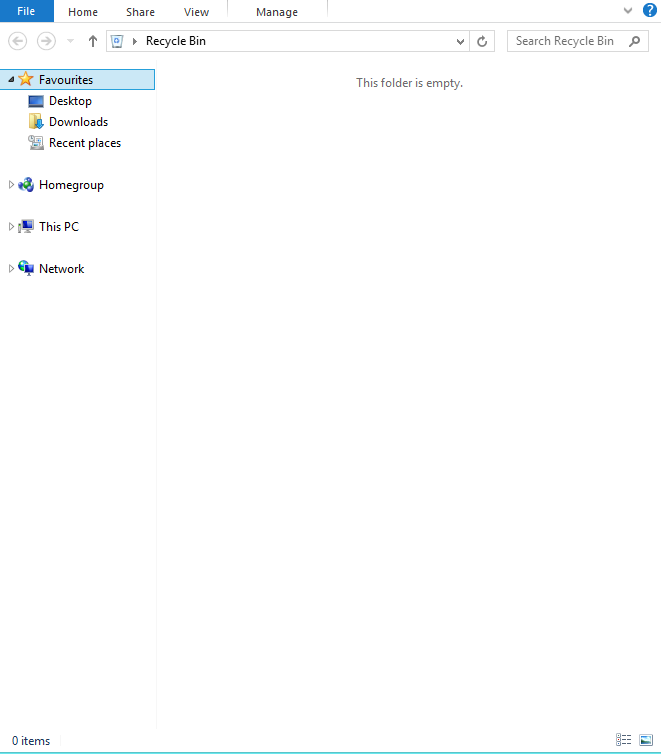 File Home Share View Manage
Recycle Bin Search Recycle Bin
Favourites
This folder is empty.
Desktop
Downloads
Recent places
Homegroup
This PC
Network
0 items